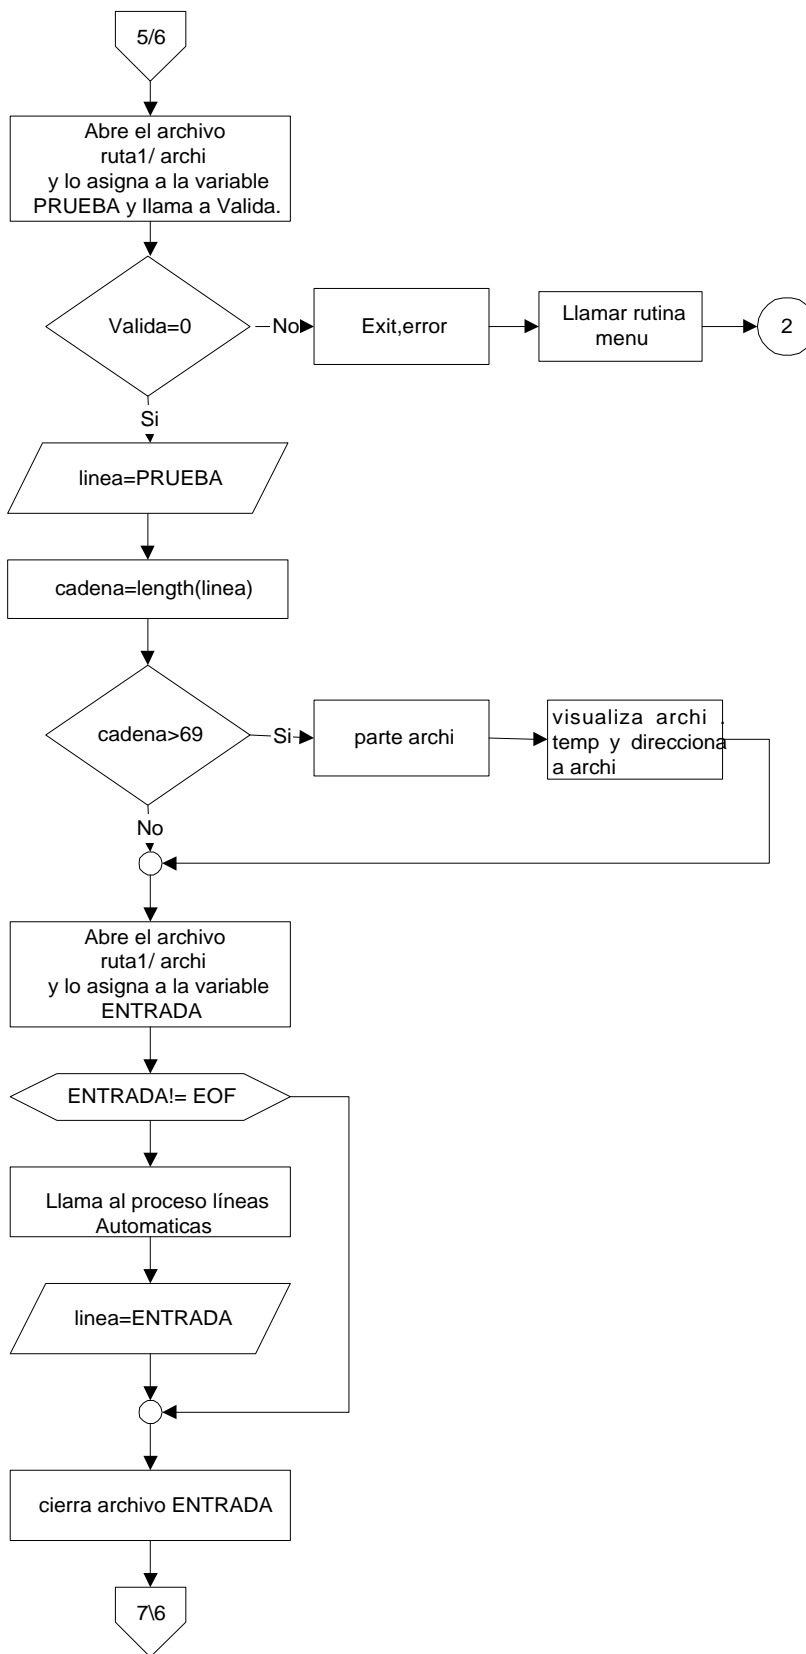 5/6
Abre el archivo
ruta1/ archi
y lo asigna a la variable
PRUEBA y llama a Valida.
Valida=0
No
Exit,error
Llamar rutina
menu
2
Si
linea=PRUEBA
cadena=length(linea)
cadena>69
Si
parte archi
visualiza archi .
temp y direcciona
a archi
No
Abre el archivo
ruta1/ archi
y lo asigna a la variable
ENTRADA
ENTRADA!= EOF
Llama al proceso líneas
Automaticas
linea=ENTRADA
cierra archivo ENTRADA
7\6